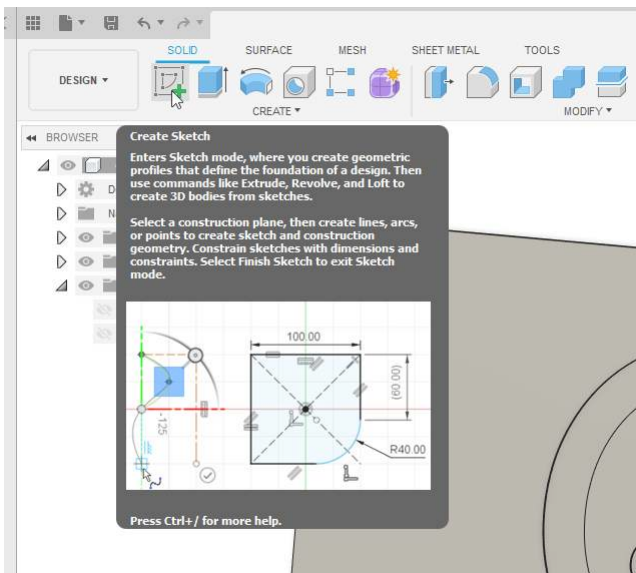 SOLID SURFACE MESH SHEET METAL TOOLS
DESIGN
CREATE MODIFY
BROWSER
Create Sketch
Enters Sketch mode, where you create geometric
profiles that define the foundation of a design. Then
use commands like Extrude, Revolve, and Loft to
create 3D bodies from sketches.
Select a construction plane, then create lines, arcs,
or points to create sketch and construction
geometry. Constrain sketches with dimensions and
constraints. Select Finish Sketch to exit Sketch
mode.
D
N
100.00
(60.00)
-125
R40.00
Press Ctrl+/ for more help.